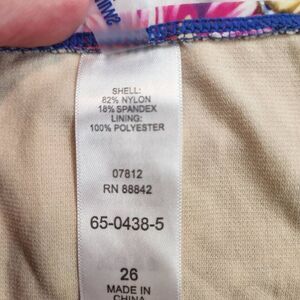 SHELL:
82% NYLON
18% SPANDEX
LINING:
100% POLYESTER
07812
RN 88842
65-0438-5
26
MADE IN
CHINA